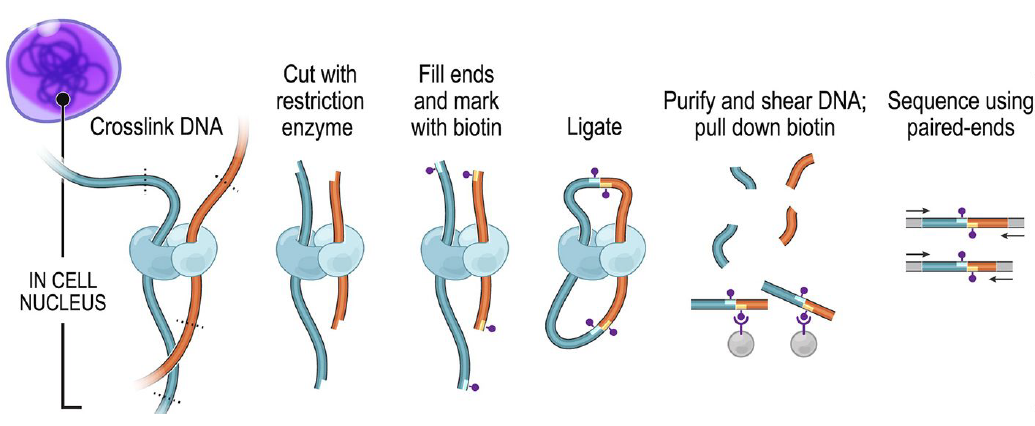 Crosslink DNA
IN CELL
NUCLEUS
Cut with
restriction
enzyme
Fill ends
and mark
with biotin
Ligate
Purify and shear DNA;
pull down biotin
Sequence using
paired-ends